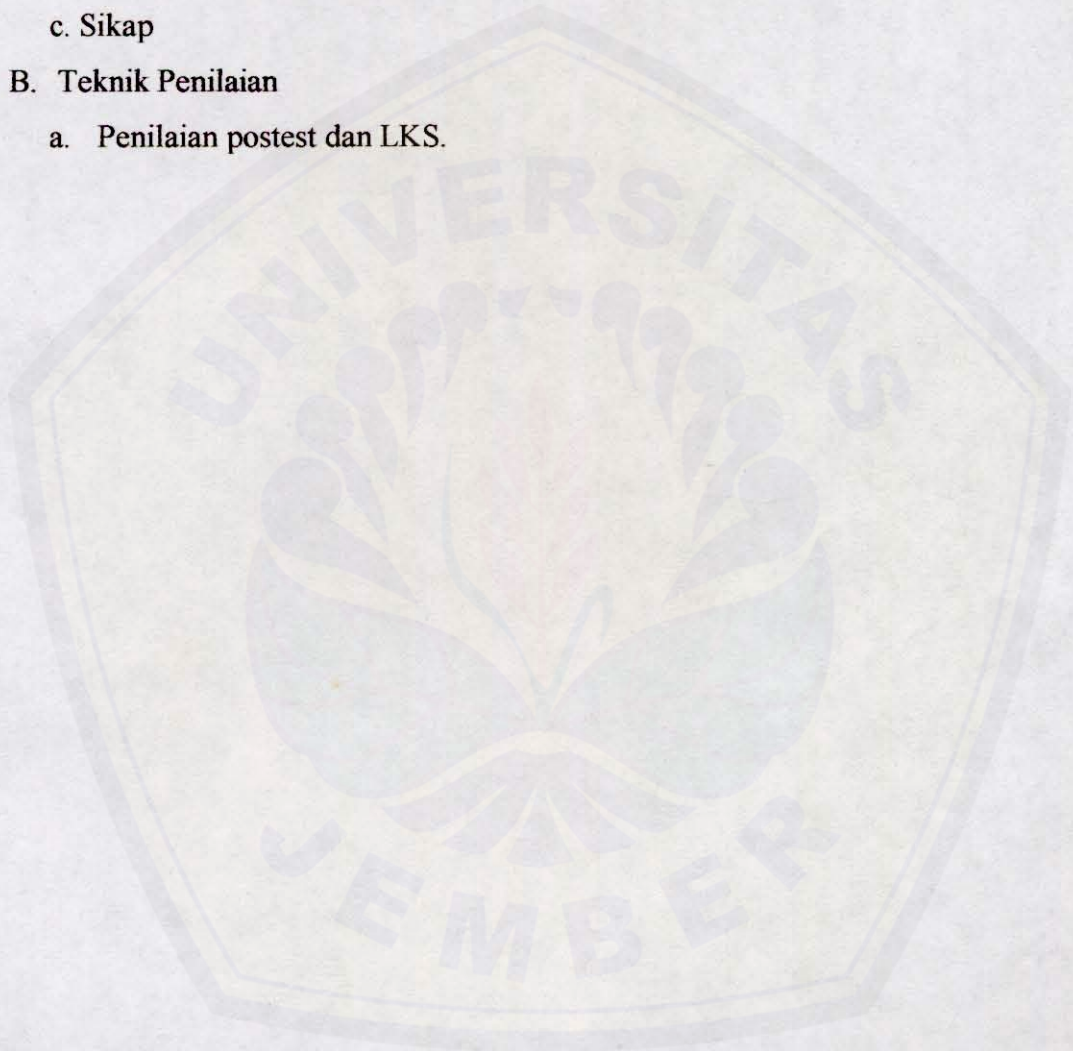 c. Sikap
B. Teknik Penilaian
a. Penilaian postest dan LKS.
UNIVERSITAS
JEMBER